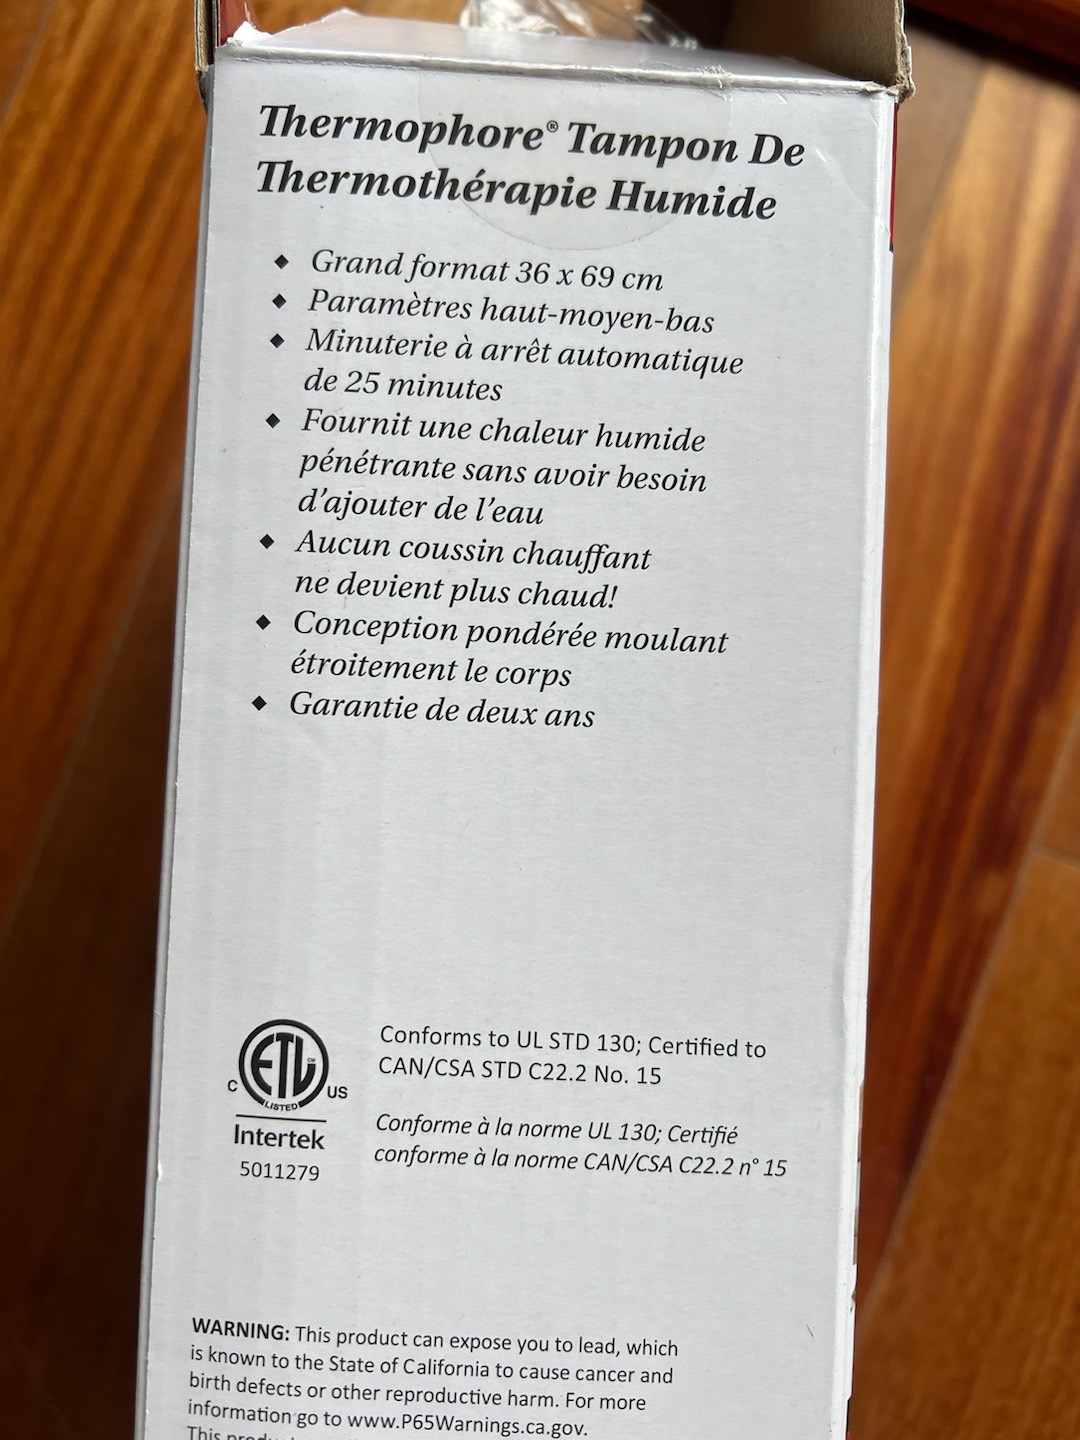 Thermophore® Tampon De
Thermothérapie Humide
◆ Grand format 36 x 69 cm
◆ Paramètres haut-moyen-bas
◆ Minuterie à arrêt automatique
de 25 minutes
◆ Fournit une chaleur humide
pénétrante sans avoir besoin
d'ajouter de l'eau
◆ Aucun coussin chauffant
ne devient plus chaud!
◆ Conception pondérée moulant
étroitement le corps
◆ Garantie de deux ans
ETL CM
C US
LISTED
Intertek
5011279
Conforms to UL STD 130; Certified to
CAN/CSA STD C22.2 No. 15
Conforme à la norme UL 130; Certifié
conforme à la norme CAN/CSA C22.2 n° 15
WARNING: This product can expose you to lead, which
is known to the State of California to cause cancer and
birth defects or other reproductive harm. For more
information go to www.P65Warnings.ca.gov.
This